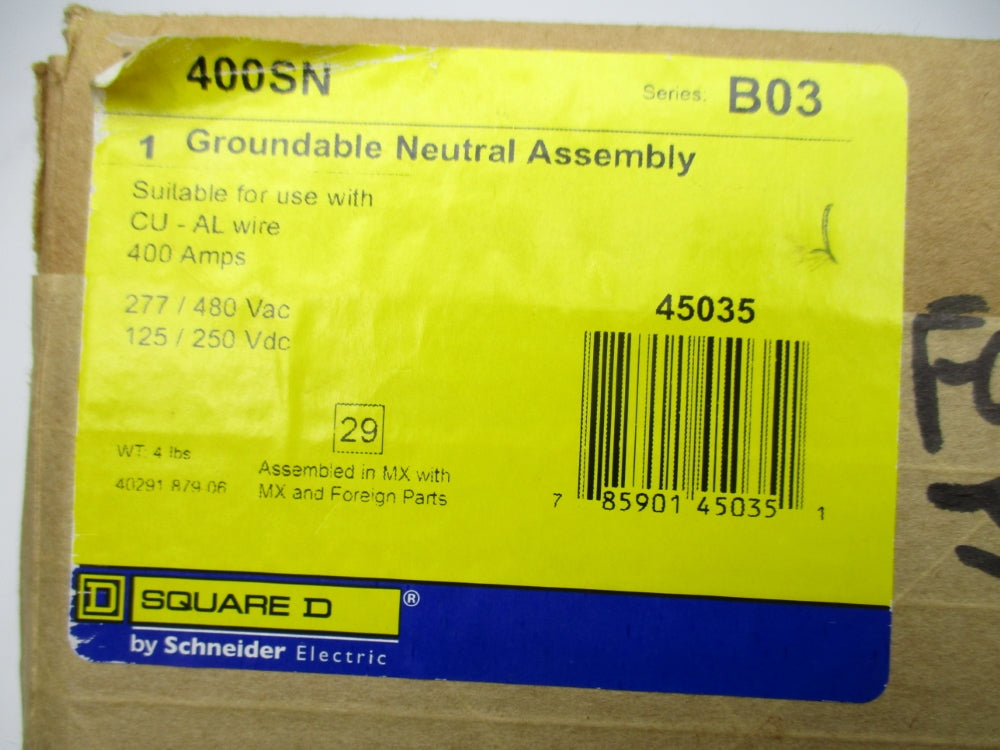 400SN
Series: B03
1 Groundable Neutral Assembly
Suitable for use with
CU - AL wire
400 Amps
277 / 480 Vac
125 / 250 Vdc
45035
29
WT: 4 lbs
Assembled in MX with
40291 879 06
MX and Foreign Parts
7 85901 45035 1
D SQUARE D ®
by Schneider Electric